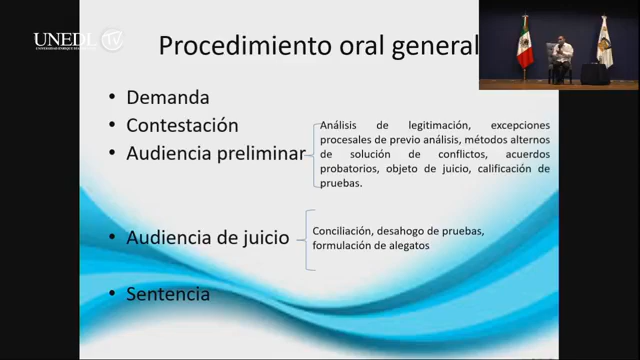 UNEDL TV
Procedimiento oral general
• Demanda
• Contestación
• Audiencia preliminar
Análisis de legitimación, excepciones
procesales de previo análisis, métodos alternos
de solución de conflictos, acuerdos
probatorios, objeto de juicio, calificación de
pruebas.
• Audiencia de juicio
Conciliación, desahogo de pruebas,
formulación de alegatos
• Sentencia